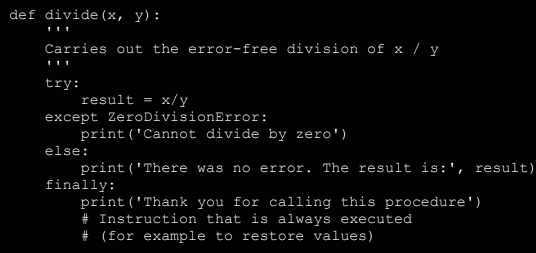 def divide(x, y):
    '''
    Carries out the error-free division of x / y
    '''
    try:
        result = x/y
    except ZeroDivisionError:
        print('Cannot divide by zero')
    else:
        print('There was no error. The result is:', result)
    finally:
        print('Thank you for calling this procedure')
        # Instruction that is always executed
        # (for example to restore values)